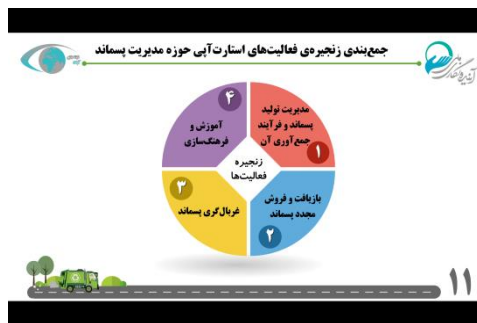 جمع‌بندی زنجیره‌ی فعالیت‌های استارت‌آپی حوزه مدیریت پسماند
مدیریت تولید
پسماند و فرآیند
جمع‌آوری آن
۱
بازیافت و فروش
مجدد پسماند
۲
غربال‌گری پسماند
۳
آموزش و
فرهنگ‌سازی
۴
زنجیره
فعالیت‌ها
۱۱